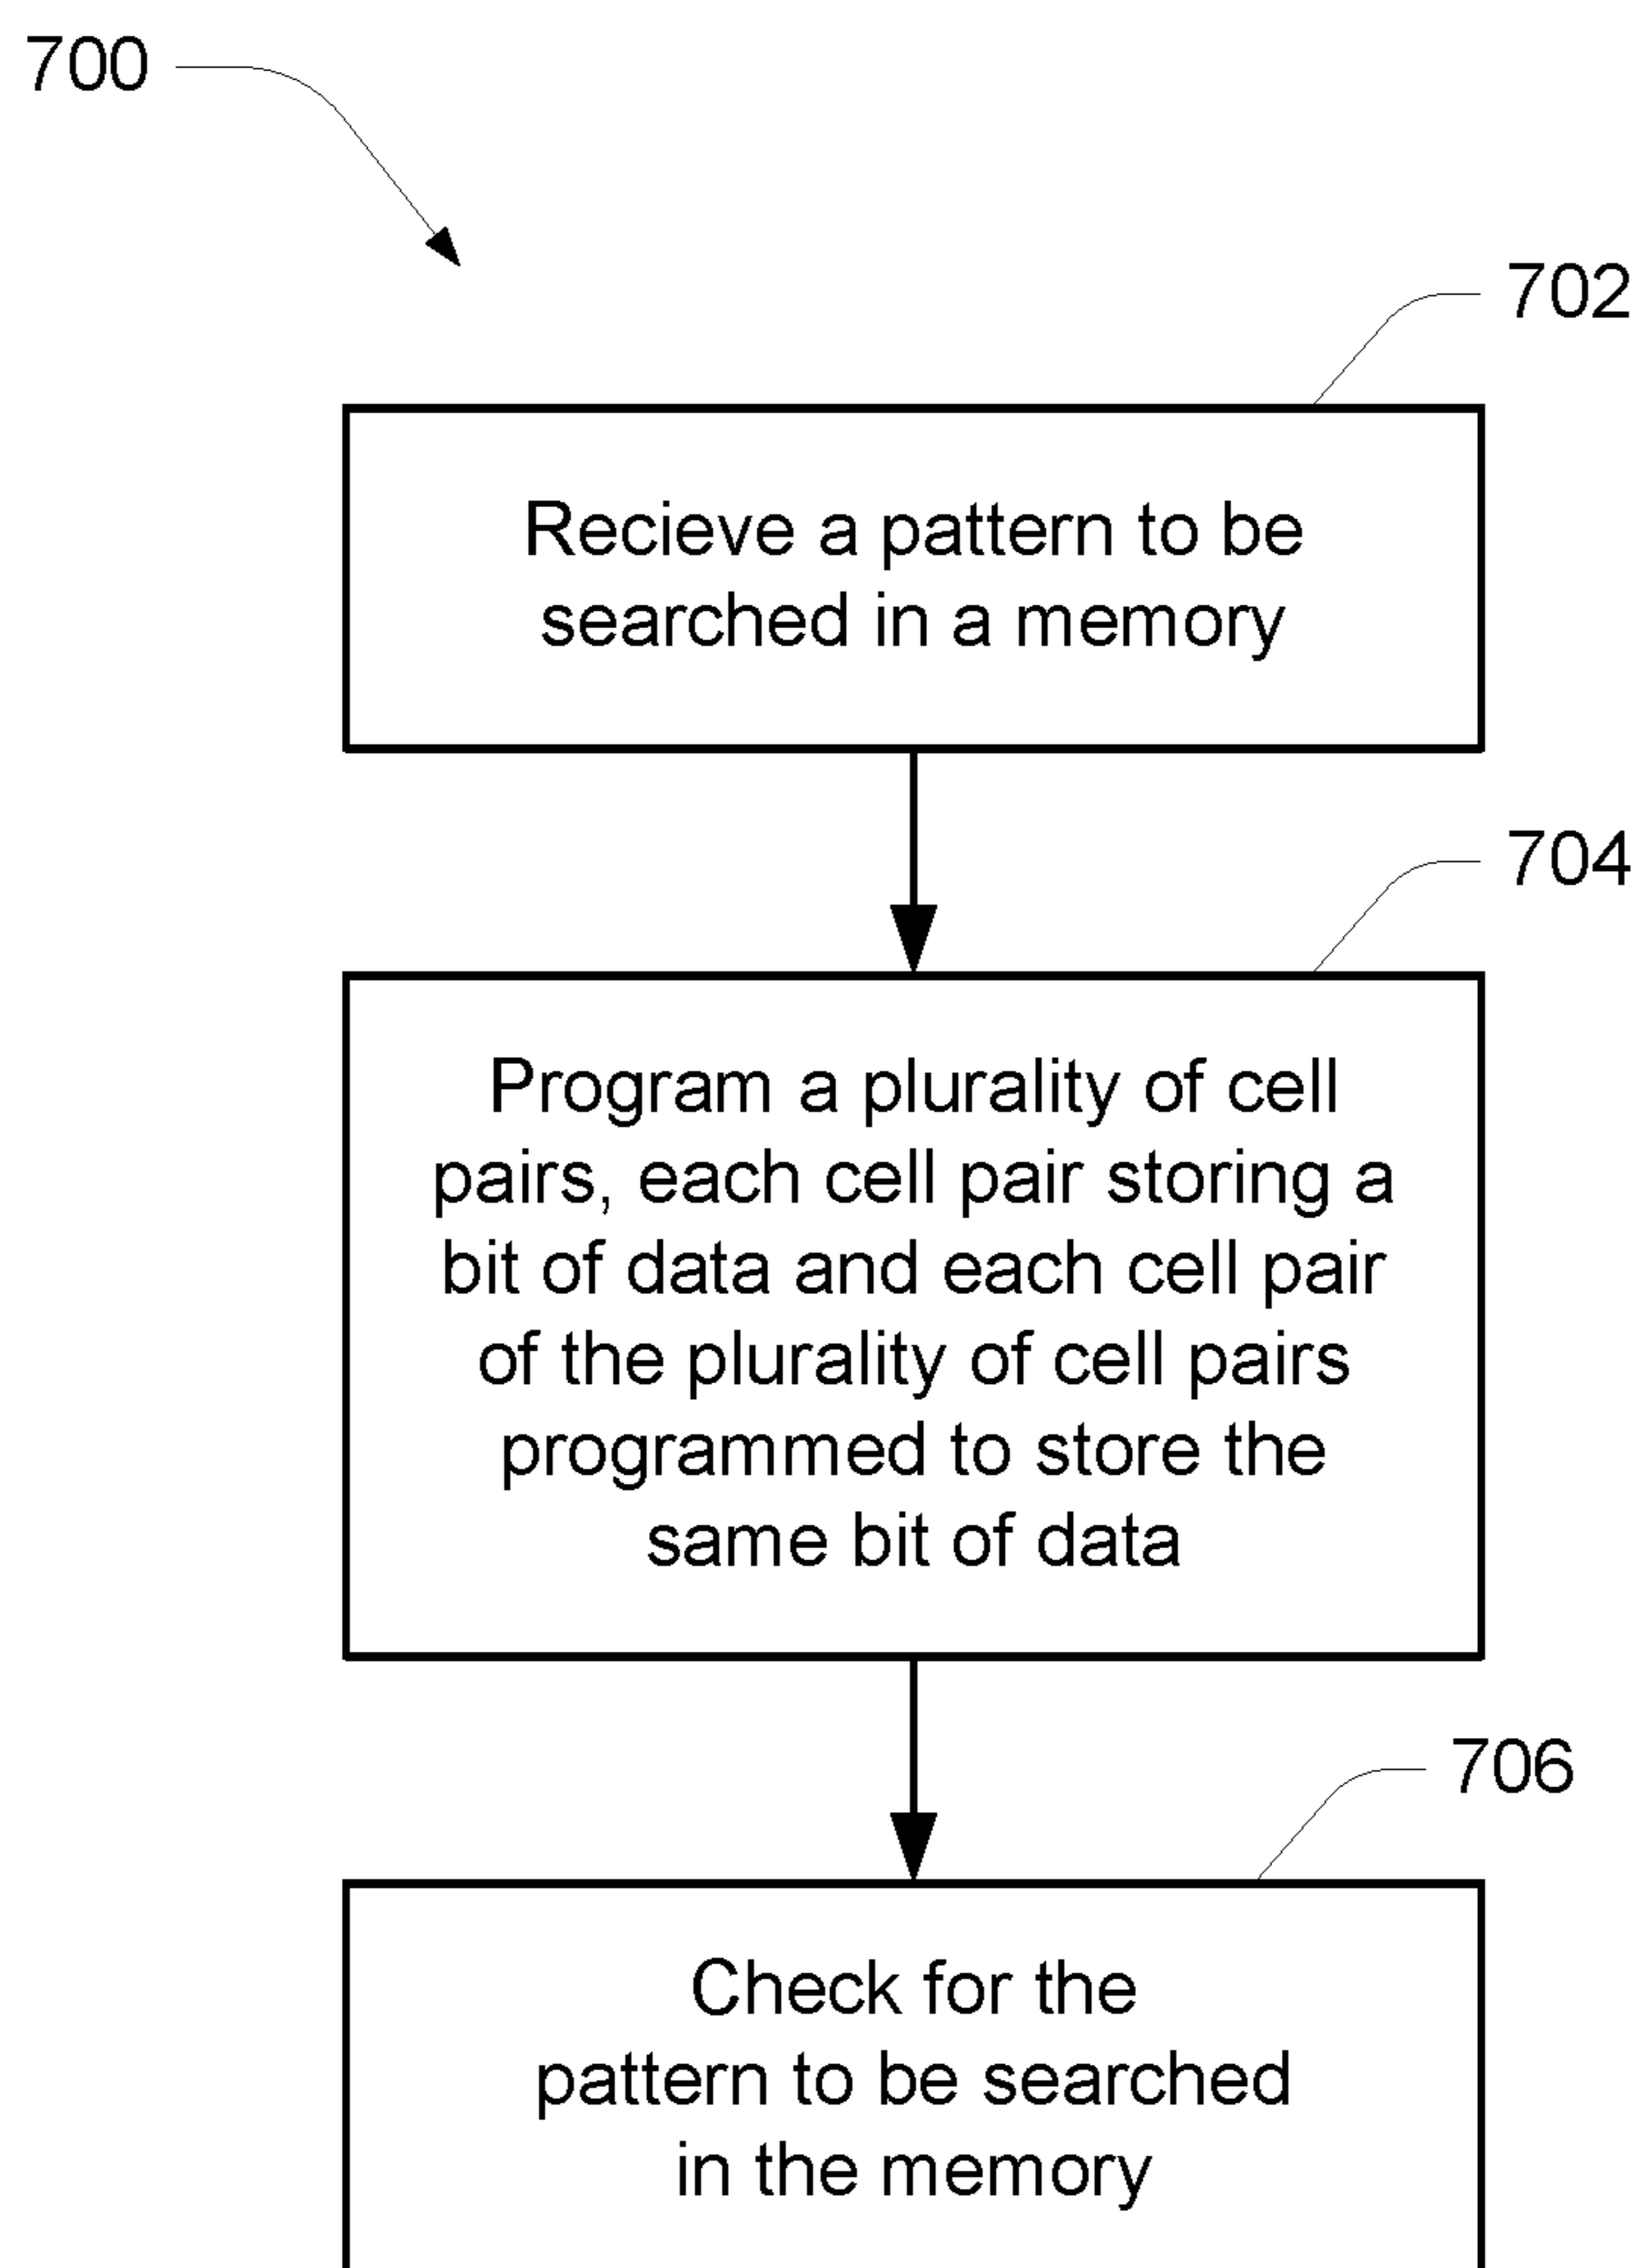 700
702
Recieve a pattern to be
searched in a memory
704
Program a plurality of cell
pairs, each cell pair storing a
bit of data and each cell pair
of the plurality of cell pairs
programmed to store the
same bit of data
706
Check for the
pattern to be searched
in the memory